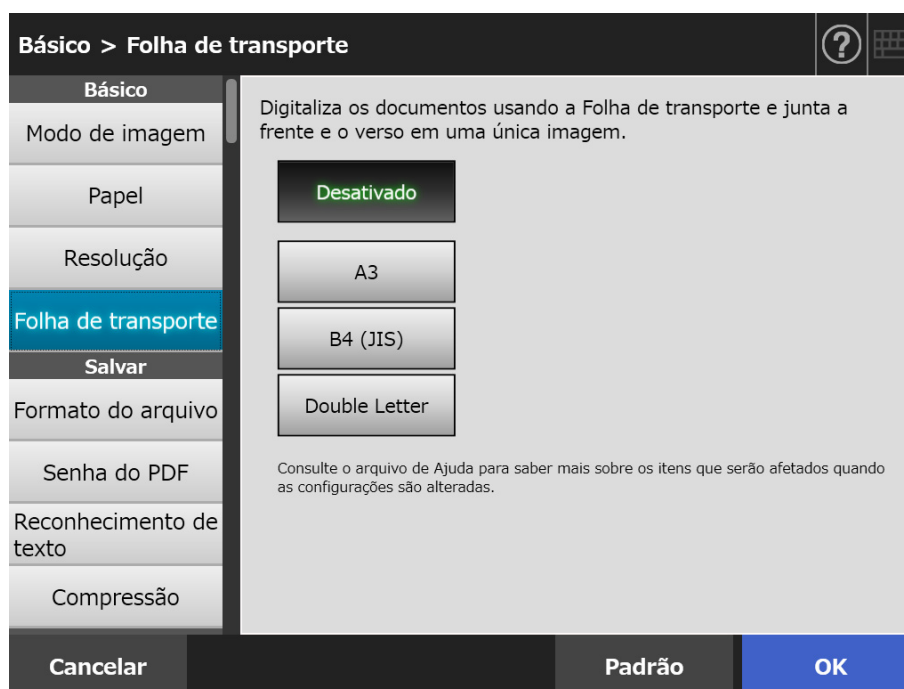 Básico > Folha de transporte
?
Básico
Modo de imagem
Papel
Resolução
Folha de transporte
Salvar
Formato do arquivo
Senha do PDF
Reconhecimento de
texto
Compressão
Digitaliza os documentos usando a Folha de transporte e junta a
frente e o verso em uma única imagem.
Desativado
A3
B4 (JIS)
Double Letter
Consulte o arquivo de Ajuda para saber mais sobre os itens que serão afetados quando
as configurações são alteradas.
Cancelar
Padrão
OK